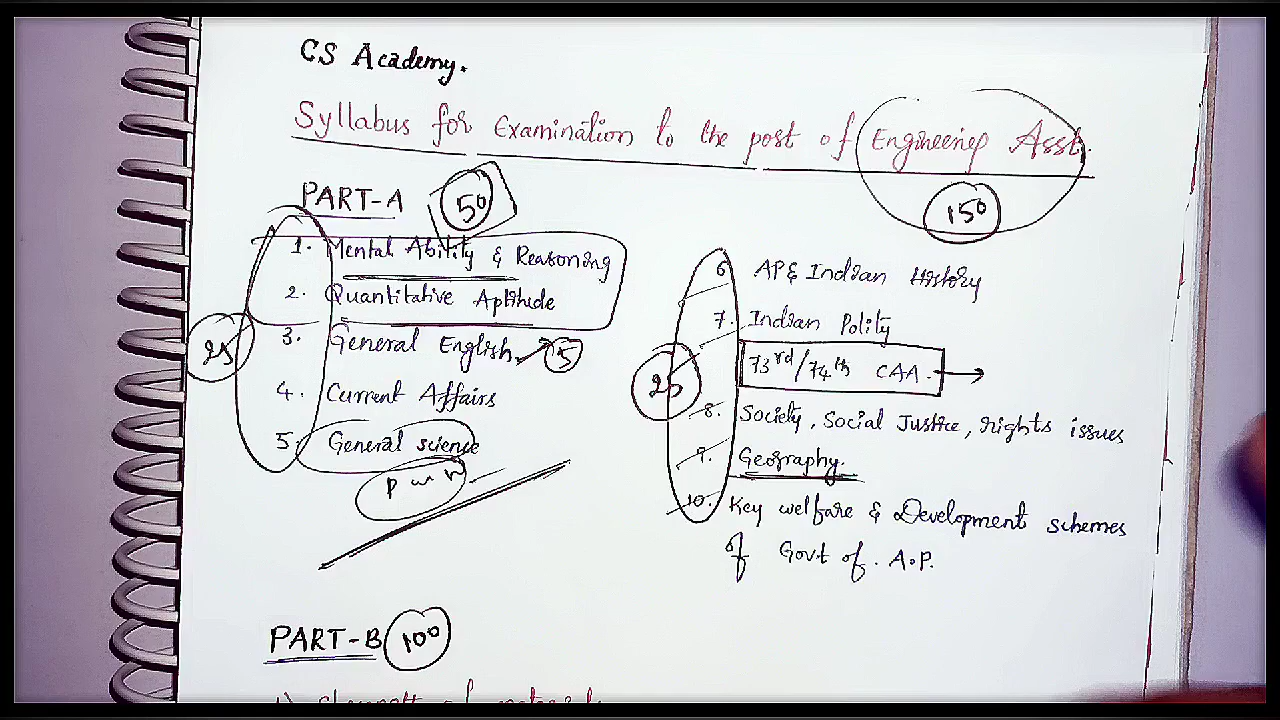 CS Academy.
Syllabus for Examination to the post of Engineering Asst.
150
PART-A 50
1. Mental Ability & Reasoning
2. Quantitative Aptitude
3. General English 5
25
4. Current Affairs
5. General science
6 AP & Indian History
7. Indian Polity
73rd/74th CAA.
25
8. Society, Social Justice, rights issues
9. Geography.
10. Key welfare & Development schemes
of Govt of. A.P.
PART-B 100